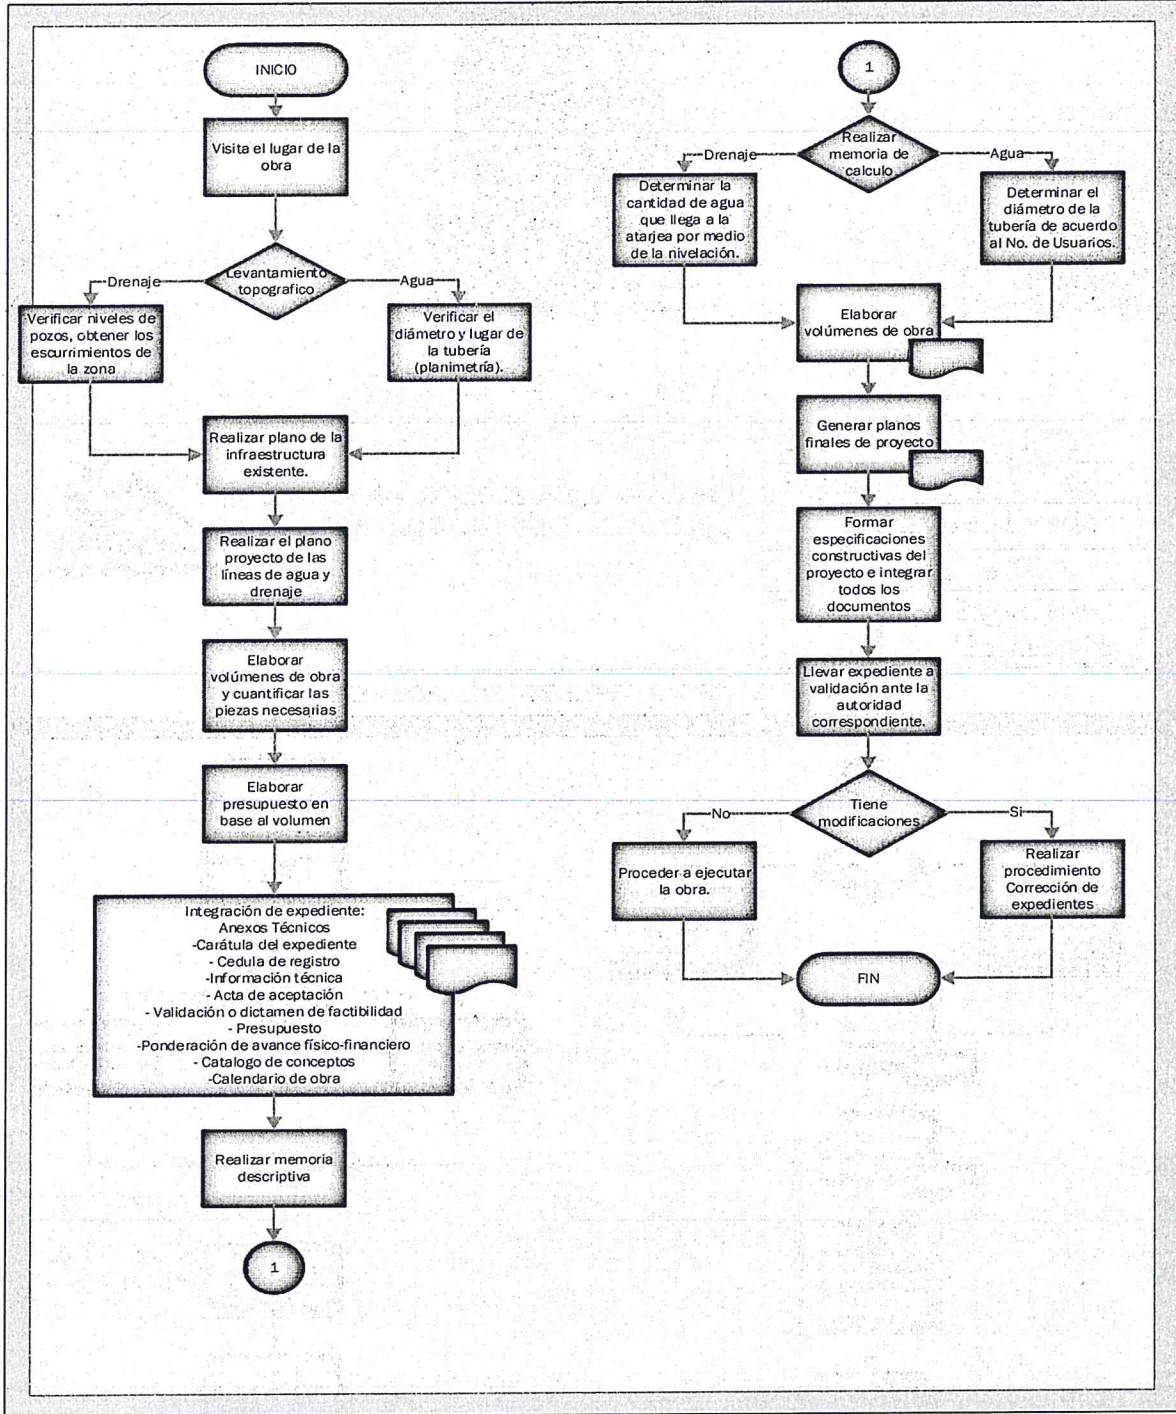 INICIO
Visita el lugar de la
obra
Levantamiento
topografico
Drenaje
Agua
Verificar niveles de
pozos, obtener los
escurrimientos de
la zona
Verificar el
diámetro y lugar de
la tubería
(planimetría).
Realizar plano de la
infraestructura
existente.
Realizar el plano
proyecto de las
líneas de agua y
drenaje
Elaborar
volúmenes de obra
y cuantificar las
piezas necesarias
Elaborar
presupuesto en
base al volumen
Integración de expediente:
Anexos Técnicos
-Carátula del expediente
- Cedula de registro
-Información técnica
- Acta de aceptación
- Validación o dictamen de factibilidad
- Presupuesto
-Ponderación de avance físico-financiero
- Catalogo de conceptos
-Calendario de obra
Realizar memoria
descriptiva
1
1
Realizar
memoria de
calculo
Drenaje
Agua
Determinar la
cantidad de agua
que llega a la
atarjea por medio
de la nivelación.
Determinar el
diámetro de la
tubería de acuerdo
al No. de Usuarios.
Elaborar
volúmenes de obra
Generar planos
finales de proyecto
Formar
especificaciones
constructivas del
proyecto e integrar
todos los
documentos
Llevar expediente a
validación ante la
autoridad
correspondiente.
Tiene
modificaciones
No
Si
Proceder a ejecutar
la obra.
Realizar
procedimiento
Corrección de
expedientes
FIN